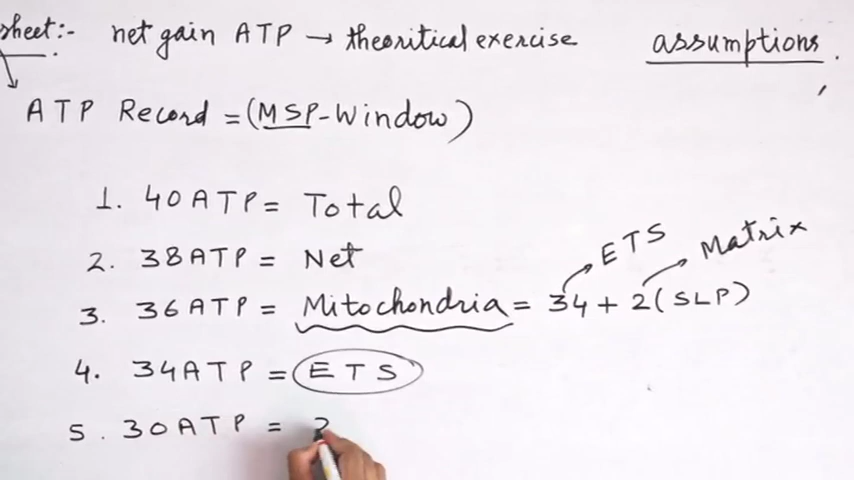 sheet:- net gain ATP → theoritical exercise assumptions.
ATP Record = (MSP-Window)
1. 40 ATP = Total
ETS Matrix
2. 38 ATP = Net
3. 36 ATP = Mitochondria = 34 + 2 (SLP)
4. 34 ATP = ETS
5. 30 ATP =